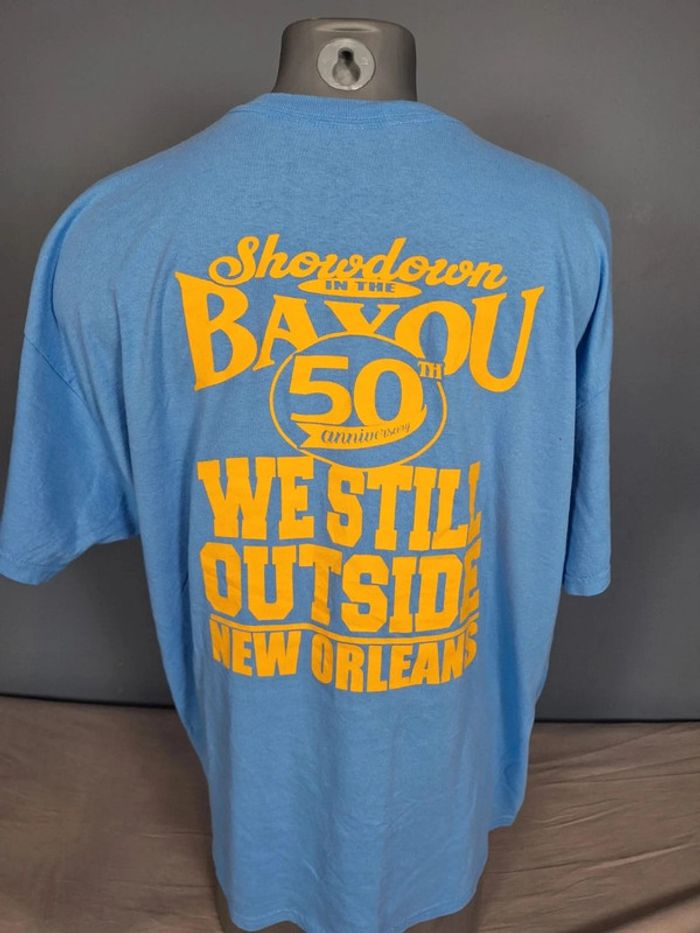 Showdown
IN THE
BAYOU
50TH
anniversary
WE STILL
OUTSIDE
NEW ORLEANS